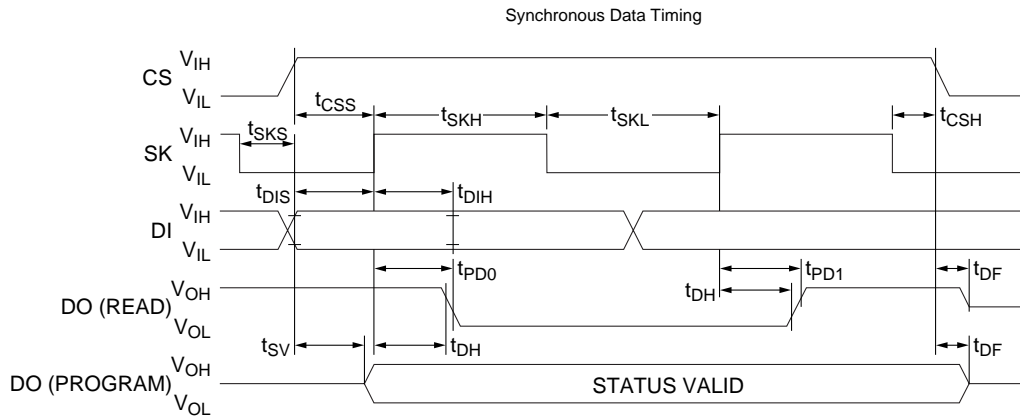 Synchronous Data Timing
CS VIH
VIL
tCSS tSKH tSKL tCSH
SK VIH tSKS
VIL
tDIS tDIH
DI VIH
VIL
tPD0 tPD1
DO (READ) VOH tDH tDF
VOL
tSV tDH tDF
DO (PROGRAM) VOH STATUS VALID
VOL